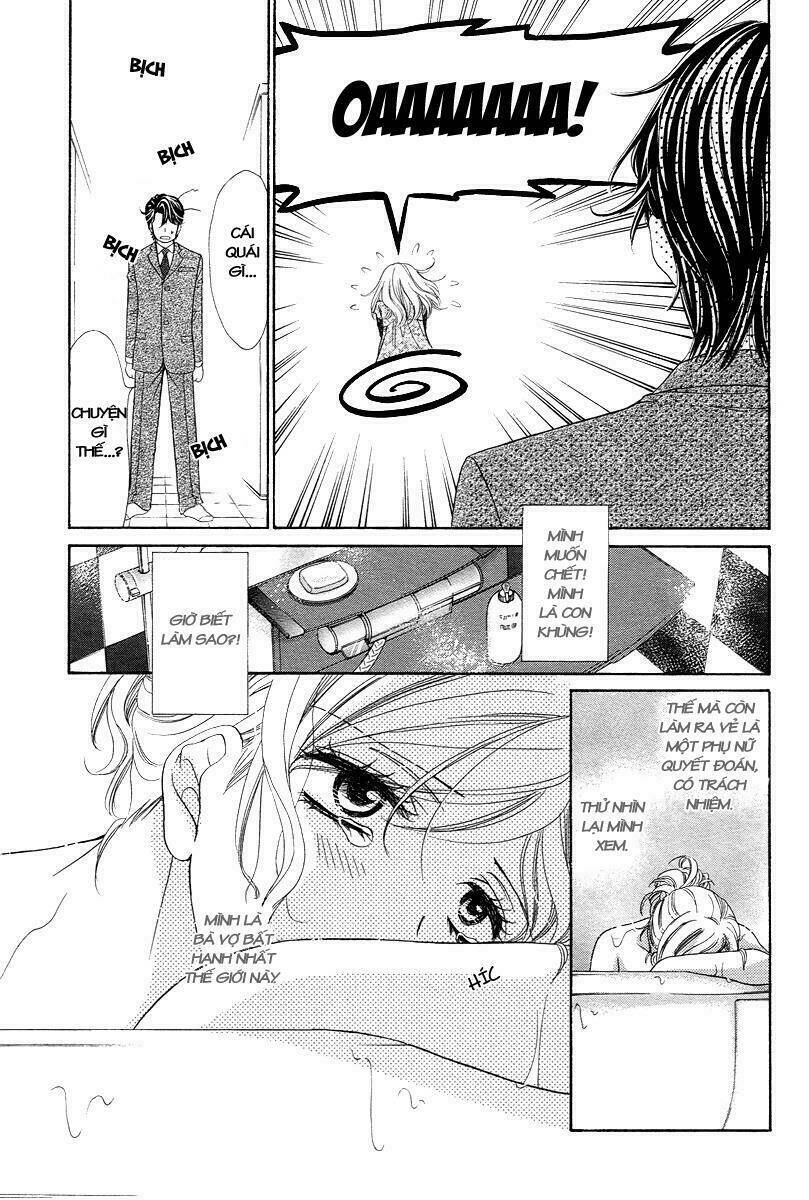 OAAAAAAA!
BỊCH
BỊCH
BỊCH
BỊCH
CÁI
QUÁI
GÌ...
CHUYỆN
GÌ
THẾ...?
MÌNH
MUỐN
CHẾT!
MÌNH
LÀ CON
KHÙNG!
GIỜ BIẾT
LÀM SAO?!
THẾ MÀ CÒN
LÀM RA VẺ LÀ
MỘT PHỤ NỮ
QUYẾT ĐOÁN,
CÓ TRÁCH
NHIỆM.
THỬ NHÌN
LẠI MÌNH
XEM.
MÌNH LÀ
BÀ VỢ BẤT
HẠNH NHẤT
THẾ GIỚI NÀY.
HÍC